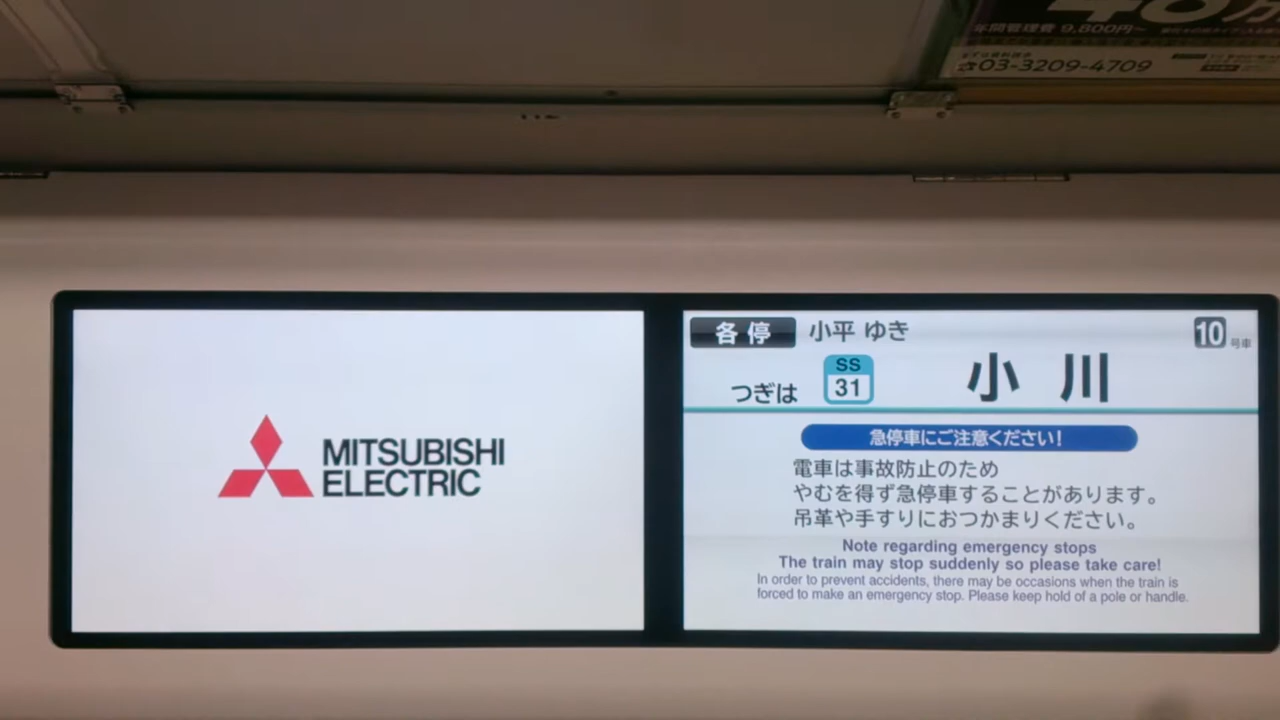 年間管理費 9,800円〜
☎03-3209-4709
MITSUBISHI
ELECTRIC
各停 小平 ゆき 10号車
つぎは SS 31 小川
急停車にご注意ください!
電車は事故防止のため
やむを得ず急停車することがあります。
吊革や手すりにおつかまりください。
Note regarding emergency stops
The train may stop suddenly so please take care!
In order to prevent accidents, there may be occasions when the train is
forced to make an emergency stop. Please keep hold of a pole or handle.